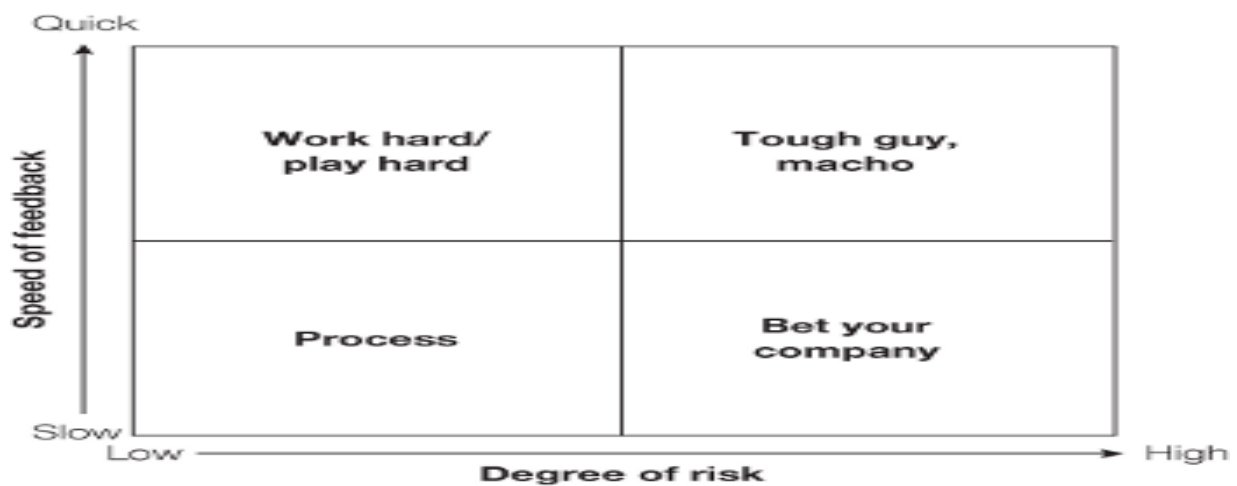 Quick
Work hard/
play hard
Tough guy,
macho
Speed of feedback
Process
Bet your
company
Slow
Low
High
Degree of risk